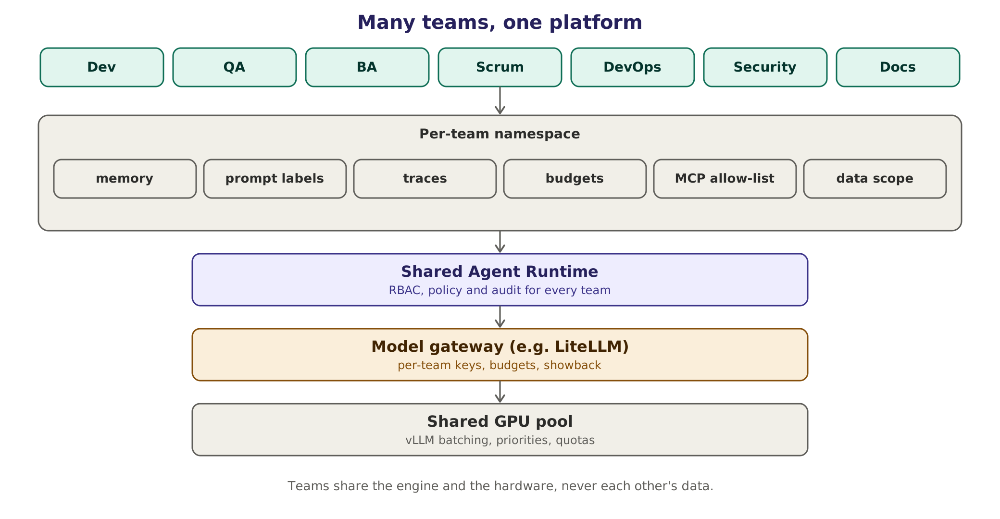 Many teams, one platform
Dev
QA
BA
Scrum
DevOps
Security
Docs
Per-team namespace
memory
prompt labels
traces
budgets
MCP allow-list
data scope
Shared Agent Runtime
RBAC, policy and audit for every team
Model gateway (e.g. LiteLLM)
per-team keys, budgets, showback
Shared GPU pool
vLLM batching, priorities, quotas
Teams share the engine and the hardware, never each other's data.